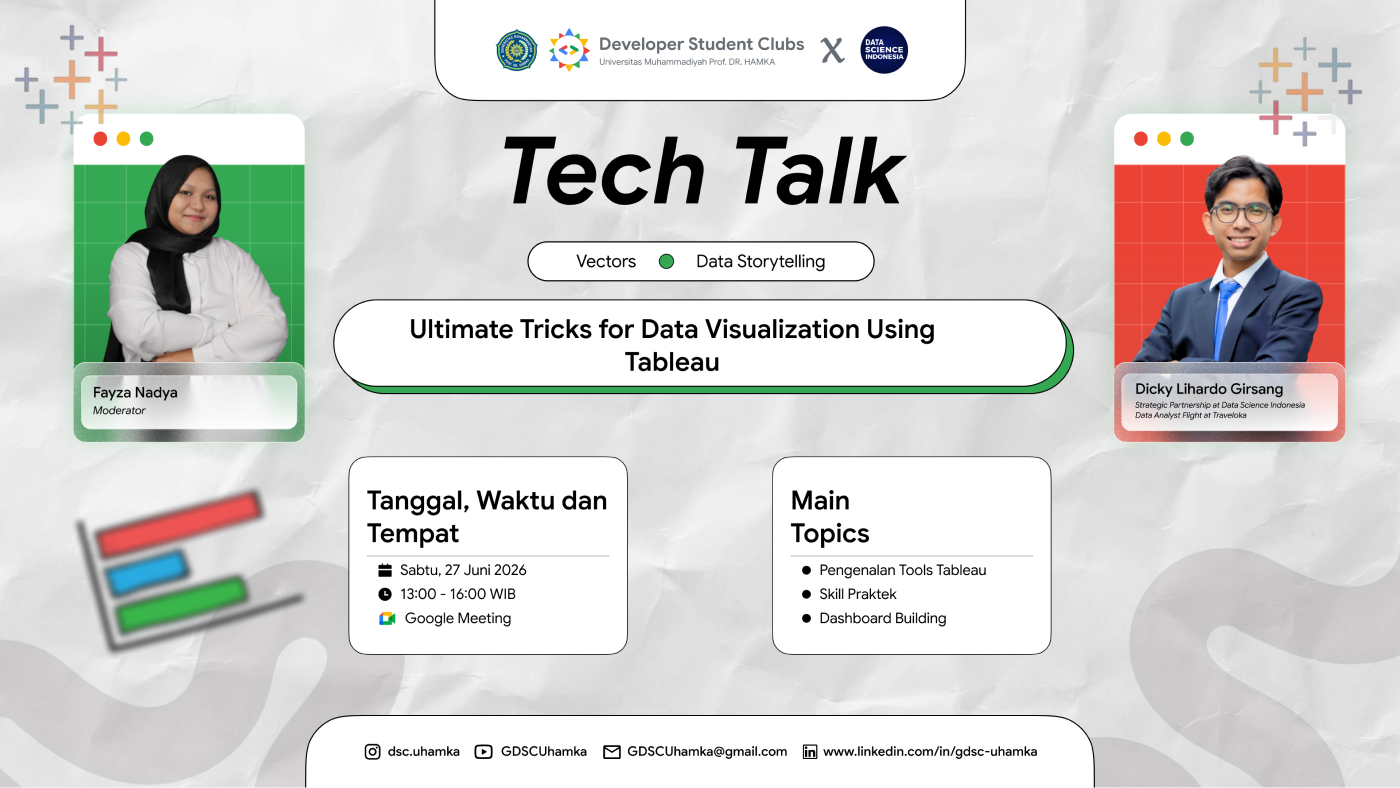 Developer Student Clubs
Universitas Muhammadiyah Prof. DR. HAMKA
DATA
SCIENCE
INDONESIA
Tech Talk
Vectors
Data Storytelling
Ultimate Tricks for Data Visualization Using
Tableau
Fayza Nadya
Moderator
Dicky Lihardo Girsang
Strategic Partnership at Data Science Indonesia
Data Analyst Flight at Traveloka
Tanggal, Waktu dan
Tempat
Sabtu, 27 Juni 2026
13:00 - 16:00 WIB
Google Meeting
Main
Topics
Pengenalan Tools Tableau
Skill Praktek
Dashboard Building
dsc.uhamka
GDSCUhamka
GDSCUhamka@gmail.com
www.linkedin.com/in/gdsc-uhamka